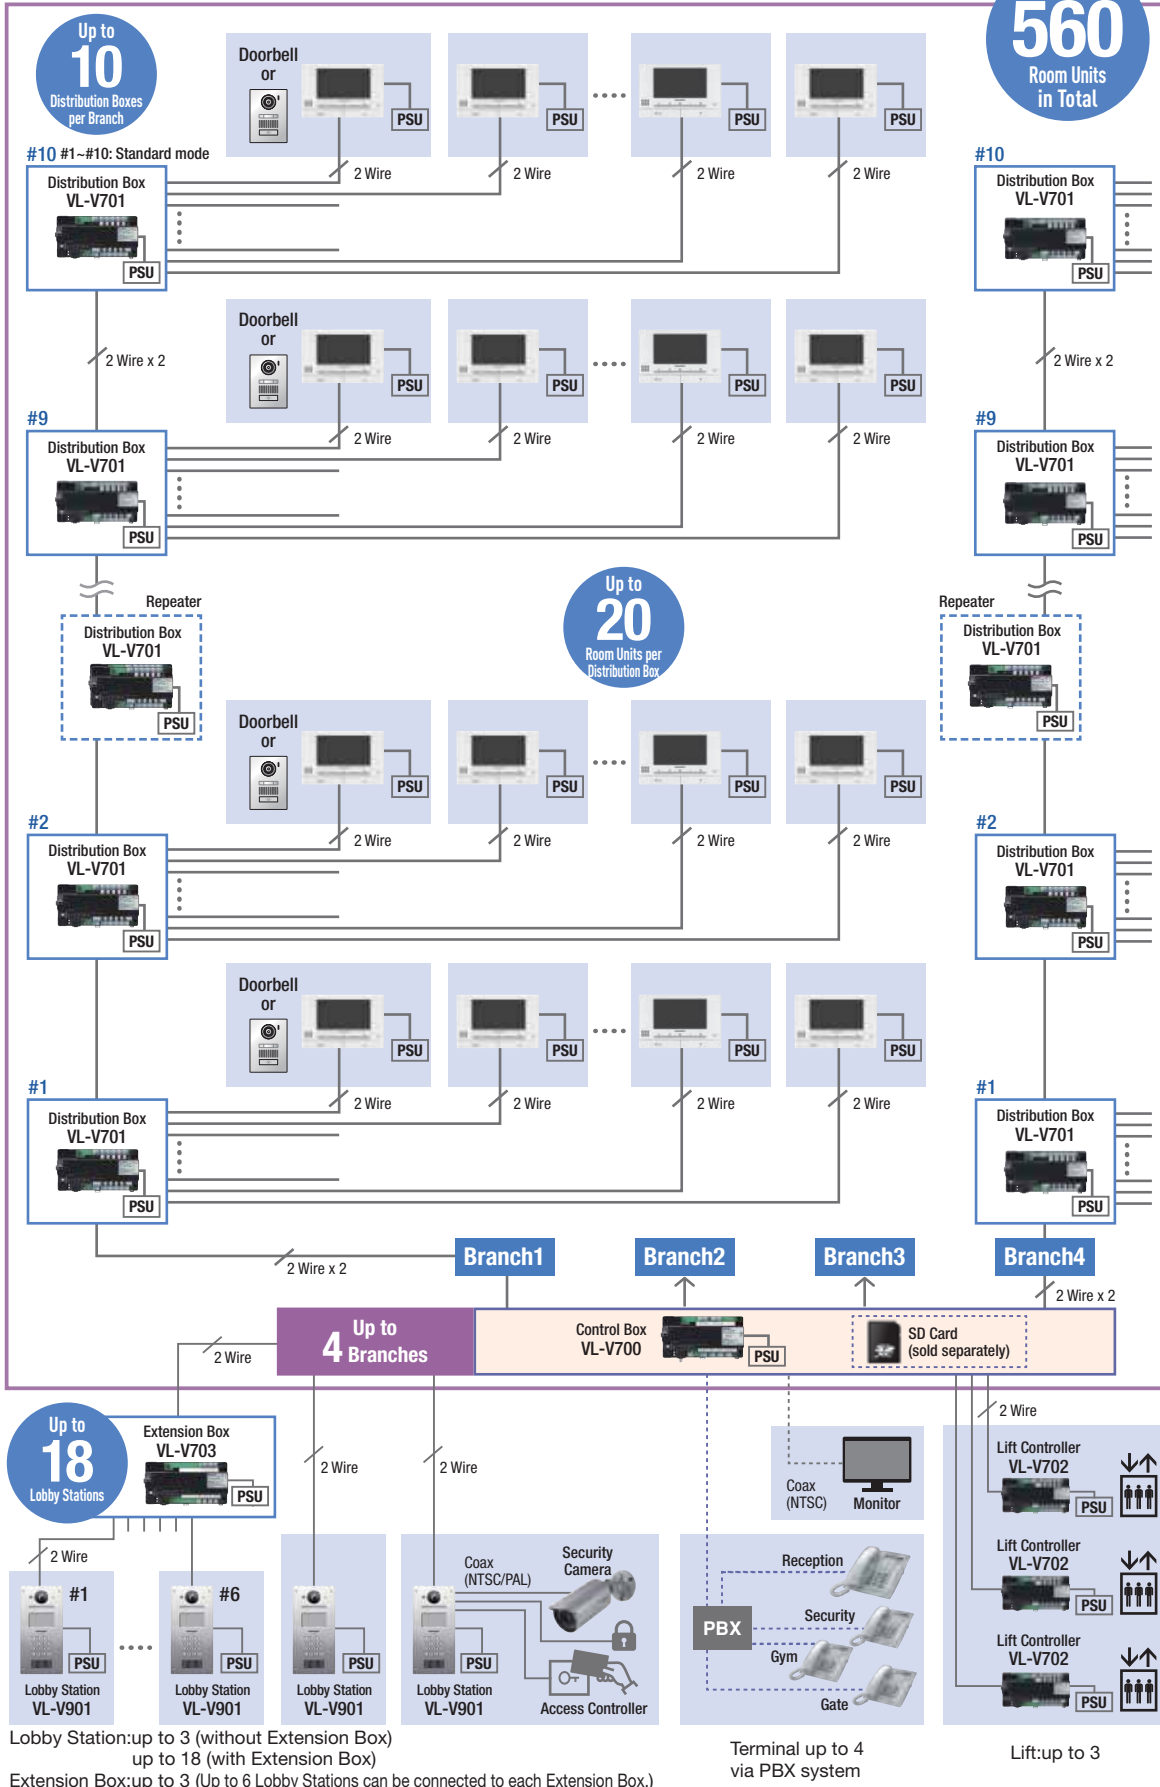 Up to
10
Distribution Boxes
per Branch
560
Room Units
in Total
Doorbell
or
PSU
PSU
PSU
PSU
#10 #1~#10: Standard mode
2 Wire
2 Wire
2 Wire
2 Wire
Distribution Box
VL-V701
PSU
#10
Distribution Box
VL-V701
PSU
2 Wire x 2
2 Wire x 2
Doorbell
or
PSU
PSU
PSU
PSU
#9
2 Wire
2 Wire
2 Wire
2 Wire
Distribution Box
VL-V701
PSU
#9
Distribution Box
VL-V701
PSU
Up to
20
Room Units per
Distribution Box
Repeater
Distribution Box
VL-V701
PSU
Repeater
Distribution Box
VL-V701
PSU
Doorbell
or
PSU
PSU
PSU
PSU
#2
2 Wire
2 Wire
2 Wire
2 Wire
Distribution Box
VL-V701
PSU
#2
Distribution Box
VL-V701
PSU
Doorbell
or
PSU
PSU
PSU
PSU
#1
2 Wire
2 Wire
2 Wire
2 Wire
Distribution Box
VL-V701
PSU
#1
Distribution Box
VL-V701
PSU
2 Wire x 2
Branch1
Branch2
Branch3
Branch4
2 Wire x 2
Up to
4 Branches
Control Box
VL-V700
PSU
SD Card
(sold separately)
2 Wire
Up to
18
Lobby Stations
Extension Box
VL-V703
PSU
2 Wire
2 Wire
2 Wire
Coax
(NTSC)
Monitor
2 Wire
Lift Controller
VL-V702
PSU
Lift Controller
VL-V702
PSU
Lift Controller
VL-V702
PSU
2 Wire
#1
PSU
Lobby Station
VL-V901
#6
PSU
Lobby Station
VL-V901
PSU
Lobby Station
VL-V901
Coax
(NTSC/PAL)
Security
Camera
PSU
Lobby Station
VL-V901
Access Controller
PBX
Reception
Security
Gym
Gate
Lobby Station:up to 3 (without Extension Box)
up to 18 (with Extension Box)
Extension Box:up to 3 (Up to 6 Lobby Stations can be connected to each Extension Box.)
Terminal up to 4
via PBX system
Lift:up to 3